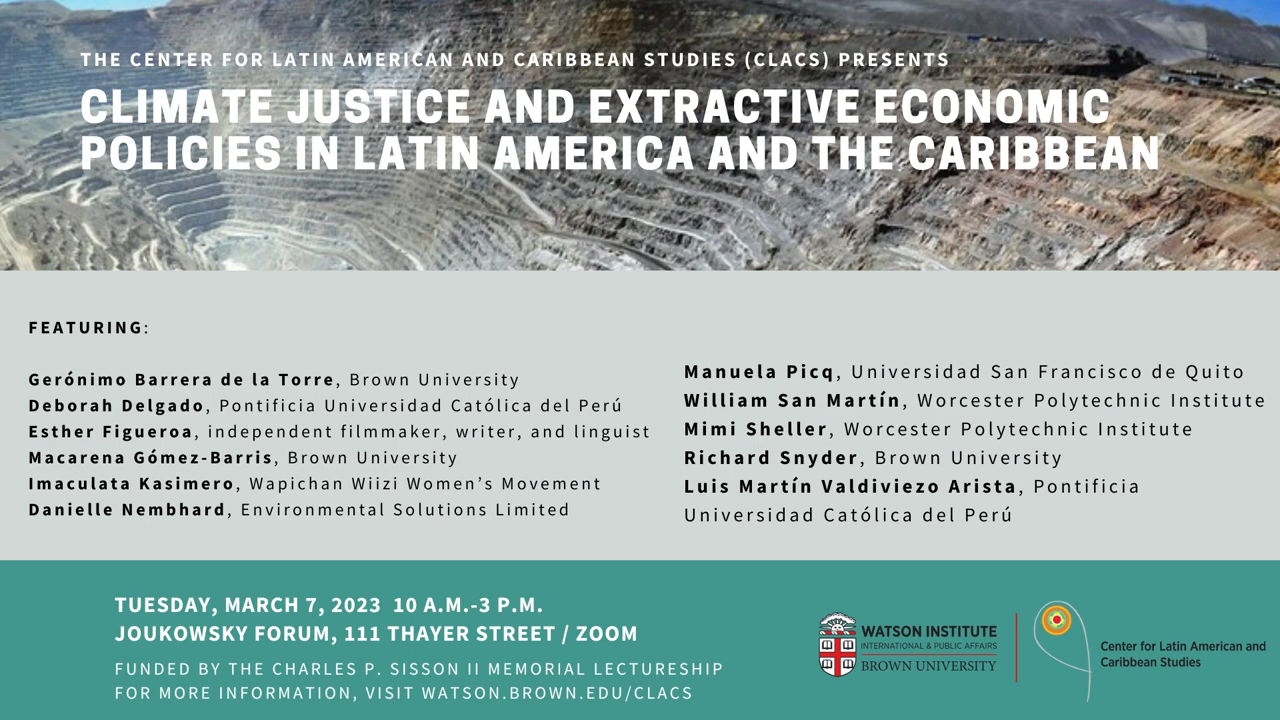 THE CENTER FOR LATIN AMERICAN AND CARIBBEAN STUDIES (CLACS) PRESENTS
CLIMATE JUSTICE AND EXTRACTIVE ECONOMIC
POLICIES IN LATIN AMERICA AND THE CARIBBEAN
FEATURING:
Gerónimo Barrera de la Torre, Brown University
Deborah Delgado, Pontificia Universidad Católica del Perú
Esther Figueroa, independent filmmaker, writer, and linguist
Macarena Gómez-Barris, Brown University
Imaculata Kasimero, Wapichan Wiizi Women’s Movement
Danielle Nembhard, Environmental Solutions Limited
Manuela Picq, Universidad San Francisco de Quito
William San Martín, Worcester Polytechnic Institute
Mimi Sheller, Worcester Polytechnic Institute
Richard Snyder, Brown University
Luis Martín Valdiviezo Arista, Pontificia
Universidad Católica del Perú
TUESDAY, MARCH 7, 2023 10 A.M.-3 P.M.
JOUKOWSKY FORUM, 111 THAYER STREET / ZOOM
FUNDED BY THE CHARLES P. SISSON II MEMORIAL LECTURESHIP
FOR MORE INFORMATION, VISIT WATSON.BROWN.EDU/CLACS
WATSON INSTITUTE
INTERNATIONAL & PUBLIC AFFAIRS
BROWN UNIVERSITY
Center for Latin American and
Caribbean Studies